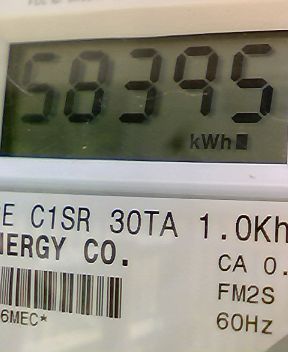 58395
kWh
E C1SR 30TA 1.0Kh
NERGY CO.
CA 0.
FM2S
6MEC*
60Hz